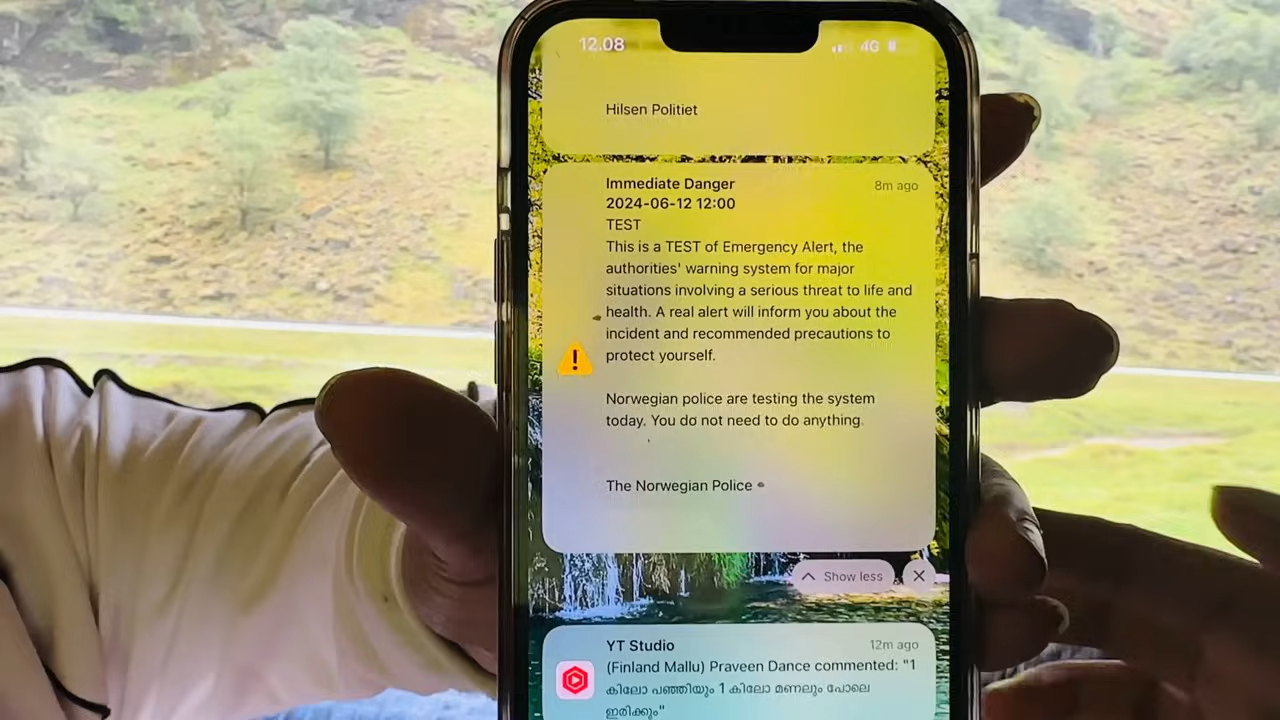 12.08
4G
Hilsen Politiet
Immediate Danger
8m ago
2024-06-12 12:00
TEST
This is a TEST of Emergency Alert, the
authorities' warning system for major
situations involving a serious threat to life and
health. A real alert will inform you about the
incident and recommended precautions to
protect yourself.
Norwegian police are testing the system
today. You do not need to do anything.
The Norwegian Police
Show less
YT Studio
12m ago
(Finland Mallu) Praveen Dance commented: "1
കിലോ പഞ്ഞിയും 1 കിലോ മണലും പോലെ
ഇരിക്കും"